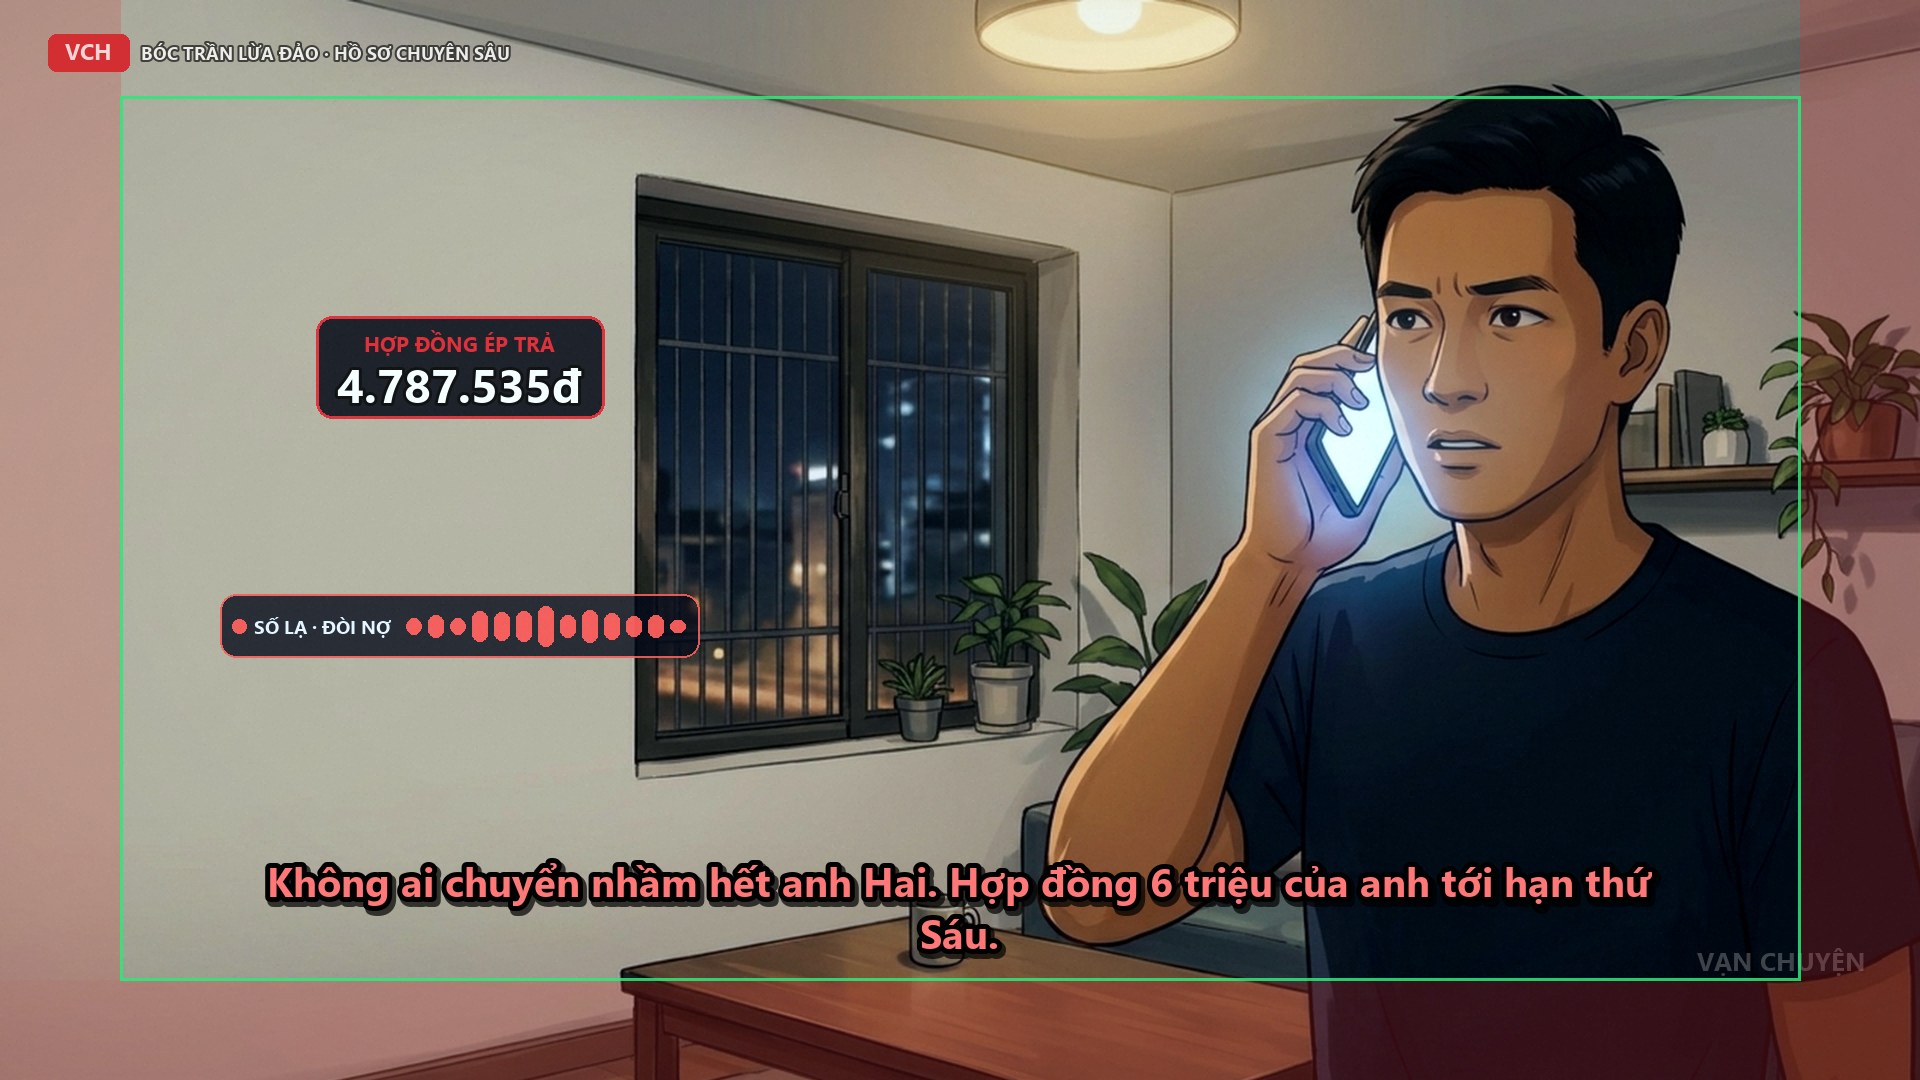 VCH BÓC TRẦN LỪA ĐẢO · HỒ SƠ CHUYÊN SÂU
HỢP ĐỒNG ÉP TRẢ
4.787.535đ
SỐ LẠ · ĐÒI NỢ
Không ai chuyển nhầm hết anh Hai. Hợp đồng 6 triệu của anh tới hạn thứ
Sáu.
VẠN CHUYỆN